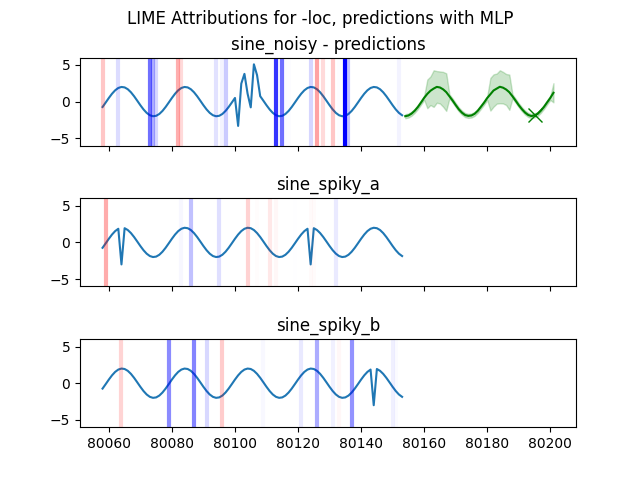 LIME Attributions for -loc, predictions with MLP
sine_noisy - predictions
5
0
−5
sine_spiky_a
5
0
−5
sine_spiky_b
5
0
−5
80060 80080 80100 80120 80140 80160 80180 80200